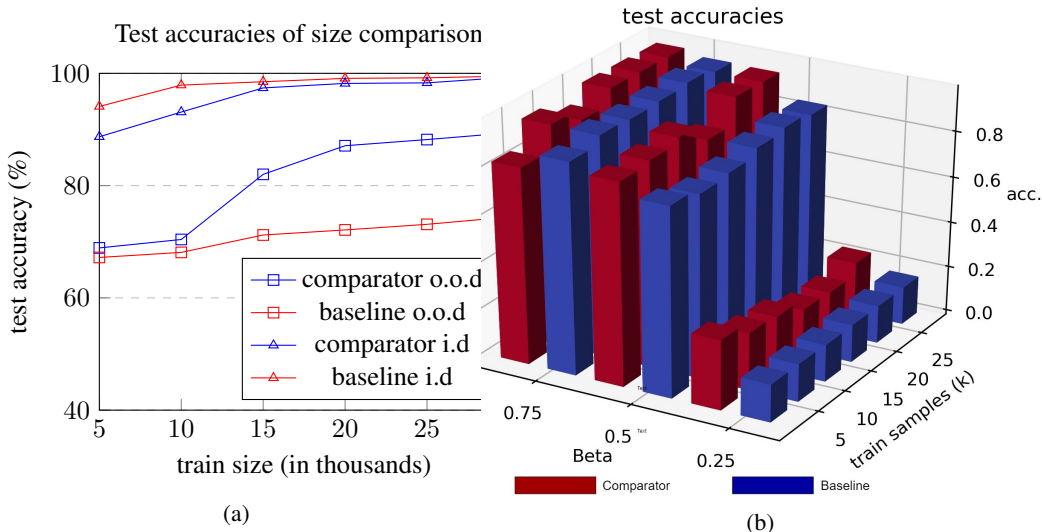 Test accuracies of size comparison
100
80
60
40
test accuracy (%)
5 10 15 20 25
train size (in thousands)
comparator o.o.d
baseline o.o.d
comparator i.d
baseline i.d
(a)
test accuracies
0.8
0.6
0.4
0.2
0.0
acc.
0.75
0.5
0.25
Beta
5
10
15
20
25
train samples (k)
Text
Text
Comparator
Baseline
(b)